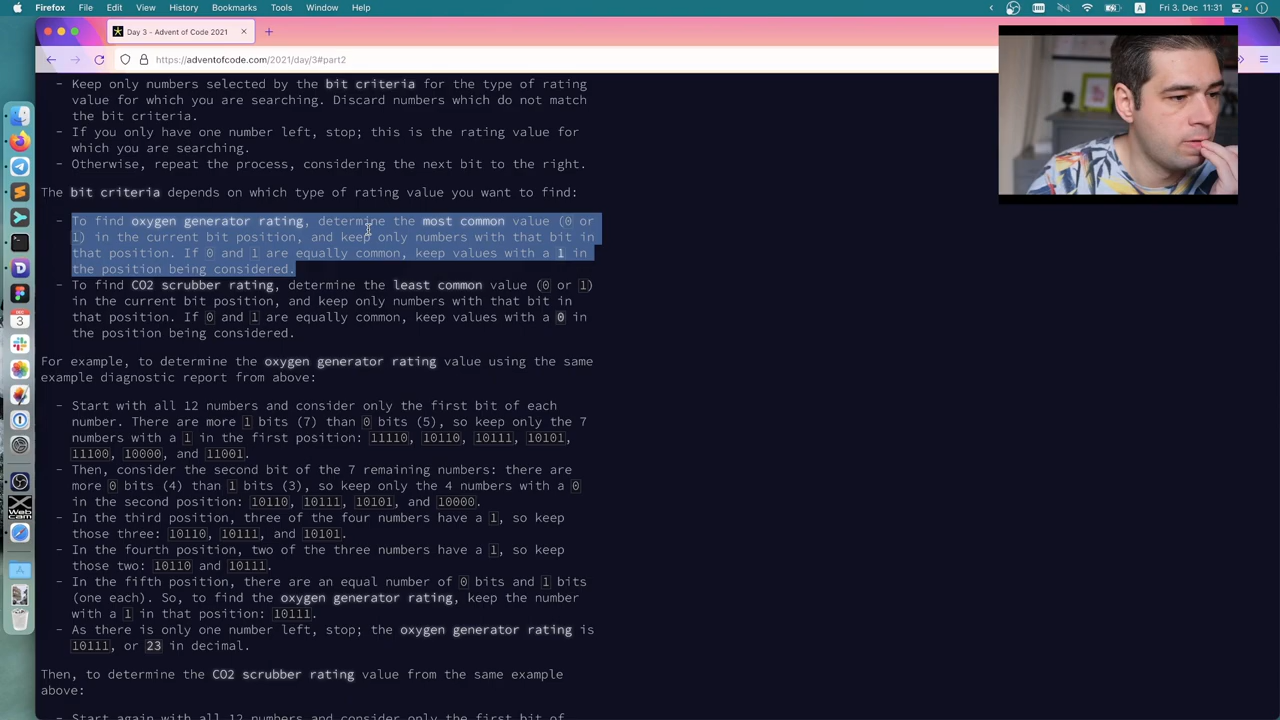 Firefox File Edit View History Bookmarks Tools Window Help Fri 3. Dec 11:31
Day 3 - Advent of Code 2021
https://adventofcode.com/2021/day/3#part2
- Keep only numbers selected by the bit criteria for the type of rating
value for which you are searching. Discard numbers which do not match
the bit criteria.
- If you only have one number left, stop; this is the rating value for
which you are searching.
- Otherwise, repeat the process, considering the next bit to the right.
The bit criteria depends on which type of rating value you want to find:
- To find oxygen generator rating, determine the most common value (0 or
1) in the current bit position, and keep only numbers with that bit in
that position. If 0 and 1 are equally common, keep values with a 1 in
the position being considered.
- To find CO2 scrubber rating, determine the least common value (0 or 1)
in the current bit position, and keep only numbers with that bit in
that position. If 0 and 1 are equally common, keep values with a 0 in
the position being considered.
For example, to determine the oxygen generator rating value using the same
example diagnostic report from above:
- Start with all 12 numbers and consider only the first bit of each
number. There are more 1 bits (7) than 0 bits (5), so keep only the 7
numbers with a 1 in the first position: 11110, 10110, 10111, 10101,
11100, 10000, and 11001.
- Then, consider the second bit of the 7 remaining numbers: there are
more 0 bits (4) than 1 bits (3), so keep only the 4 numbers with a 0
in the second position: 10110, 10111, 10101, and 10000.
- In the third position, three of the four numbers have a 1, so keep
those three: 10110, 10111, and 10101.
- In the fourth position, two of the three numbers have a 1, so keep
those two: 10110 and 10111.
- In the fifth position, there are an equal number of 0 bits and 1 bits
(one each). So, to find the oxygen generator rating, keep the number
with a 1 in that position: 10111.
- As there is only one number left, stop; the oxygen generator rating is
10111, or 23 in decimal.
Then, to determine the CO2 scrubber rating value from the same example
above:
- Start again with all 12 numbers and consider only the first bit of